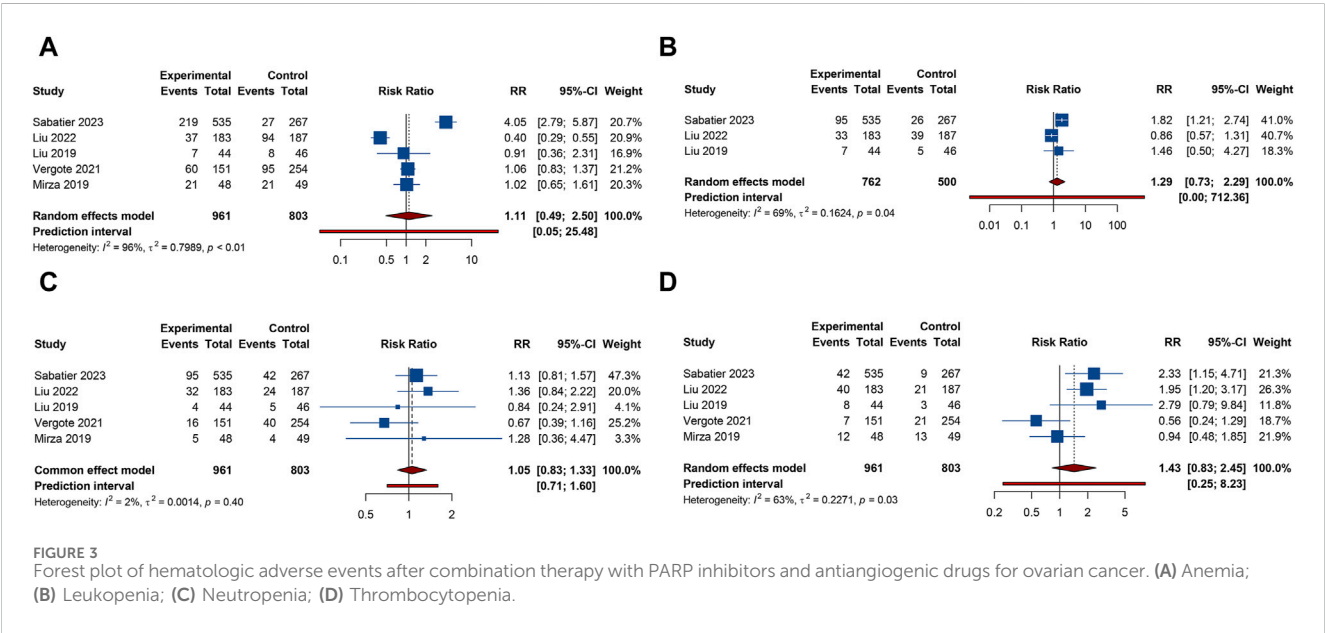 A
Experimental Control
Study Events Total Events Total Risk Ratio RR 95%-CI Weight
Sabatier 2023 219 535 27 267 4.05 [2.79; 5.87] 20.7%
Liu 2022 37 183 94 187 0.40 [0.29; 0.55] 20.9%
Liu 2019 7 44 8 46 0.91 [0.36; 2.31] 16.9%
Vergote 2021 60 151 95 254 1.06 [0.83; 1.37] 21.2%
Mirza 2019 21 48 21 49 1.02 [0.65; 1.61] 20.3%
Random effects model 961 803 1.11 [0.49; 2.50] 100.0%
Prediction interval [0.05; 25.48]
Heterogeneity: I² = 96%, τ² = 0.7989, p < 0.01
0.1 0.5 1 2 10
B
Experimental Control
Study Events Total Events Total Risk Ratio RR 95%-CI Weight
Sabatier 2023 95 535 26 267 1.82 [1.21; 2.74] 41.0%
Liu 2022 33 183 39 187 0.86 [0.57; 1.31] 40.7%
Liu 2019 7 44 5 46 1.46 [0.50; 4.27] 18.3%
Random effects model 762 500 1.29 [0.73; 2.29] 100.0%
Prediction interval [0.00; 712.36]
Heterogeneity: I² = 69%, τ² = 0.1624, p = 0.04
0.01 0.1 1 10 100
C
Experimental Control
Study Events Total Events Total Risk Ratio RR 95%-CI Weight
Sabatier 2023 95 535 42 267 1.13 [0.81; 1.57] 47.3%
Liu 2022 32 183 24 187 1.36 [0.84; 2.22] 20.0%
Liu 2019 4 44 5 46 0.84 [0.24; 2.91] 4.1%
Vergote 2021 16 151 40 254 0.67 [0.39; 1.16] 25.2%
Mirza 2019 5 48 4 49 1.28 [0.36; 4.47] 3.3%
Common effect model 961 803 1.05 [0.83; 1.33] 100.0%
Prediction interval [0.71; 1.60]
Heterogeneity: I² = 2%, τ² = 0.0014, p = 0.40
0.5 1 2
D
Experimental Control
Study Events Total Events Total Risk Ratio RR 95%-CI Weight
Sabatier 2023 42 535 9 267 2.33 [1.15; 4.71] 21.3%
Liu 2022 40 183 21 187 1.95 [1.20; 3.17] 26.3%
Liu 2019 8 44 3 46 2.79 [0.79; 9.84] 11.8%
Vergote 2021 7 151 21 254 0.56 [0.24; 1.29] 18.7%
Mirza 2019 12 48 13 49 0.94 [0.48; 1.85] 21.9%
Random effects model 961 803 1.43 [0.83; 2.45] 100.0%
Prediction interval [0.25; 8.23]
Heterogeneity: I² = 63%, τ² = 0.2271, p = 0.03
0.2 0.5 1 2 5
FIGURE 3
Forest plot of hematologic adverse events after combination therapy with PARP inhibitors and antiangiogenic drugs for ovarian cancer. (A) Anemia;
(B) Leukopenia; (C) Neutropenia; (D) Thrombocytopenia.